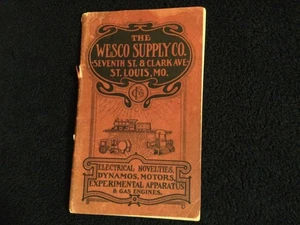 THE
WESCO SUPPLY CO.
SEVENTH ST. & CLARK AVE.
ST. LOUIS, MO.
ELECTRICAL NOVELTIES,
DYNAMOS, MOTORS,
EXPERIMENTAL APPARATUS
& GAS ENGINES.